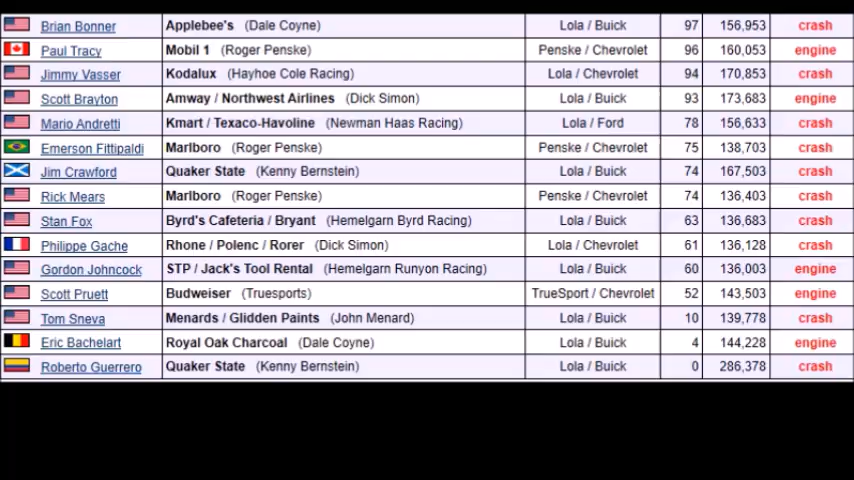 Brian Bonner Applebee's (Dale Coyne) Lola / Buick 97 156,953 crash
Paul Tracy Mobil 1 (Roger Penske) Penske / Chevrolet 96 160,053 engine
Jimmy Vasser Kodalux (Hayhoe Cole Racing) Lola / Chevrolet 94 170,853 crash
Scott Brayton Amway / Northwest Airlines (Dick Simon) Lola / Buick 93 173,683 engine
Mario Andretti Kmart / Texaco-Havoline (Newman Haas Racing) Lola / Ford 78 156,633 crash
Emerson Fittipaldi Marlboro (Roger Penske) Penske / Chevrolet 75 138,703 crash
Jim Crawford Quaker State (Kenny Bernstein) Lola / Buick 74 167,503 crash
Rick Mears Marlboro (Roger Penske) Penske / Chevrolet 74 136,403 crash
Stan Fox Byrd's Cafeteria / Bryant (Hemelgarn Byrd Racing) Lola / Buick 63 136,683 crash
Philippe Gache Rhone / Polenc / Rorer (Dick Simon) Lola / Chevrolet 61 136,128 crash
Gordon Johncock STP / Jack's Tool Rental (Hemelgarn Runyon Racing) Lola / Buick 60 136,003 engine
Scott Pruett Budweiser (Truesports) TrueSport / Chevrolet 52 143,503 engine
Tom Sneva Menards / Glidden Paints (John Menard) Lola / Buick 10 139,778 crash
Eric Bachelart Royal Oak Charcoal (Dale Coyne) Lola / Buick 4 144,228 engine
Roberto Guerrero Quaker State (Kenny Bernstein) Lola / Buick 0 286,378 crash